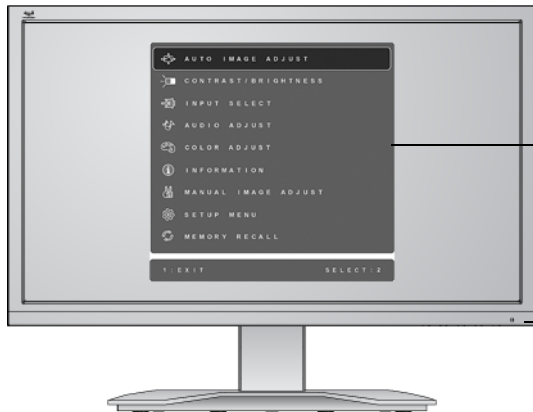 AUTO IMAGE ADJUST
CONTRAST/BRIGHTNESS
INPUT SELECT
AUDIO ADJUST
COLOR ADJUST
INFORMATION
MANUAL IMAGE ADJUST
SETUP MENU
MEMORY RECALL
1:EXIT SELECT:2